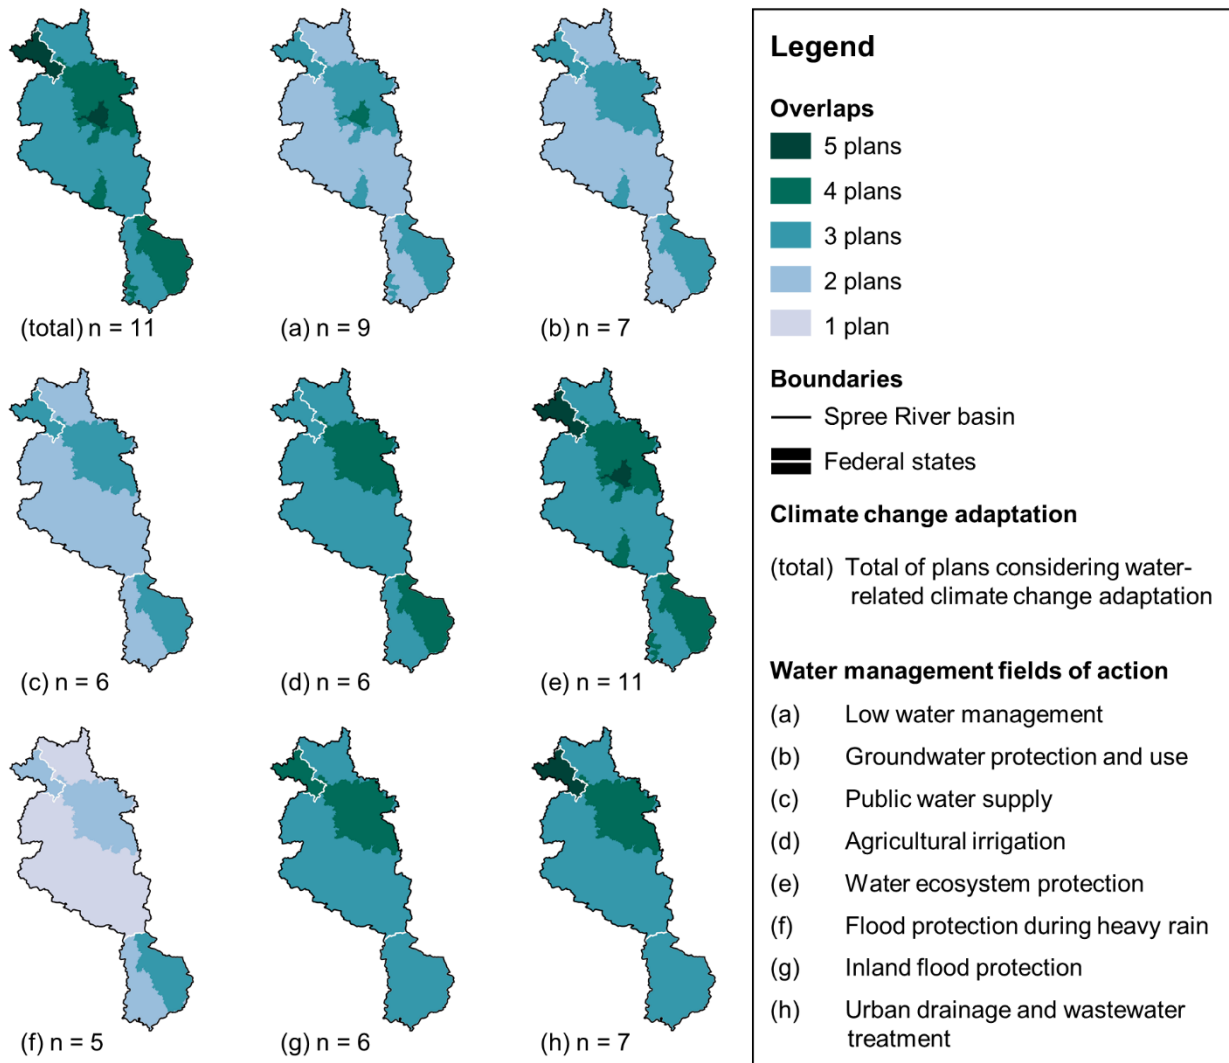 (total) n = 11
(a) n = 9
(b) n = 7
(c) n = 6
(d) n = 6
(e) n = 11
(f) n = 5
(g) n = 6
(h) n = 7
Legend
Overlaps
5 plans
4 plans
3 plans
2 plans
1 plan
Boundaries
Spree River basin
Federal states
Climate change adaptation
(total) Total of plans considering water-
related climate change adaptation
Water management fields of action
(a) Low water management
(b) Groundwater protection and use
(c) Public water supply
(d) Agricultural irrigation
(e) Water ecosystem protection
(f) Flood protection during heavy rain
(g) Inland flood protection
(h) Urban drainage and wastewater
treatment